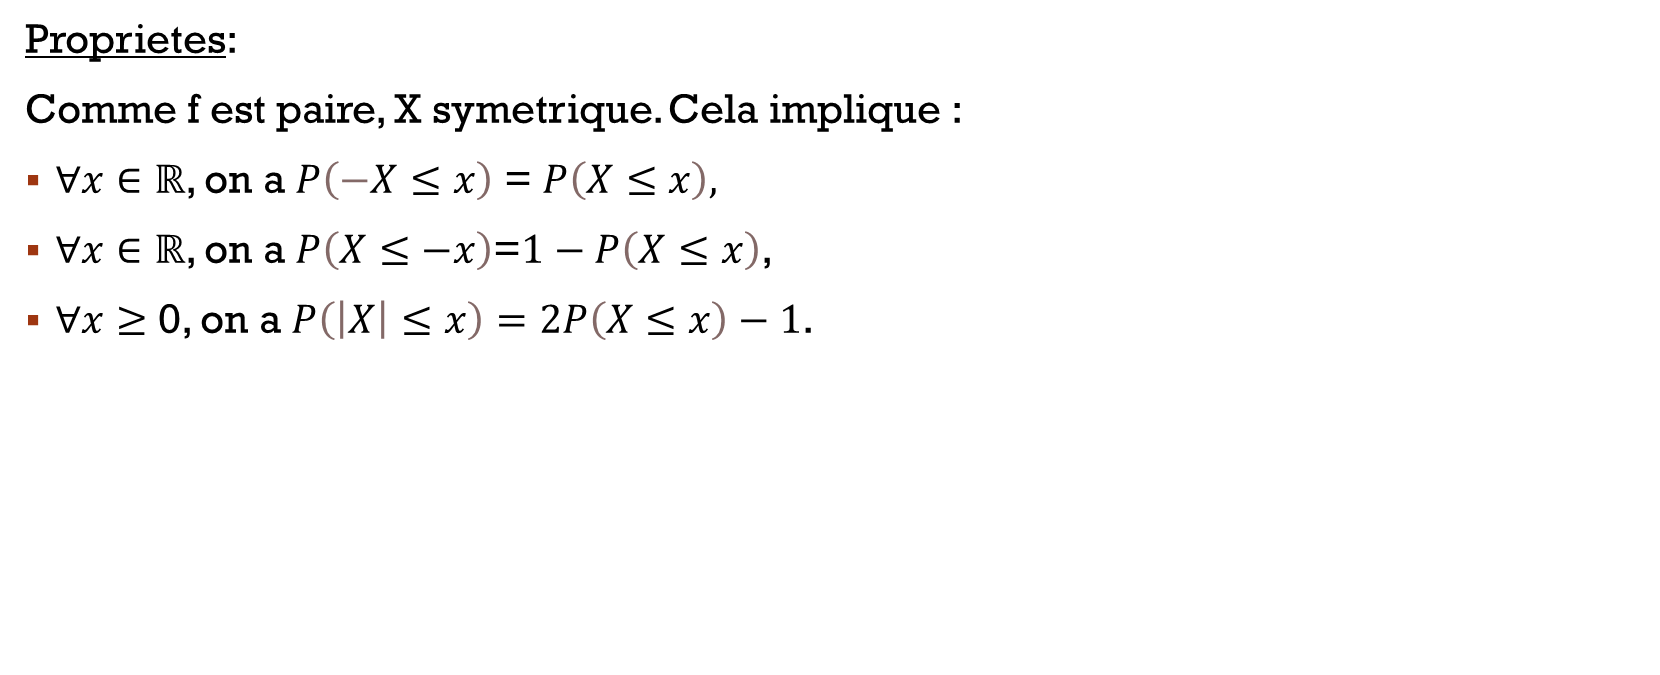 Proprietes:
Comme f est paire, X symetrique. Cela implique :
▪ ∀x ∈ ℝ, on a P(−X ≤ x) = P(X ≤ x),
▪ ∀x ∈ ℝ, on a P(X ≤ −x)=1 − P(X ≤ x),
▪ ∀x ≥ 0, on a P(|X| ≤ x) = 2P(X ≤ x) − 1.